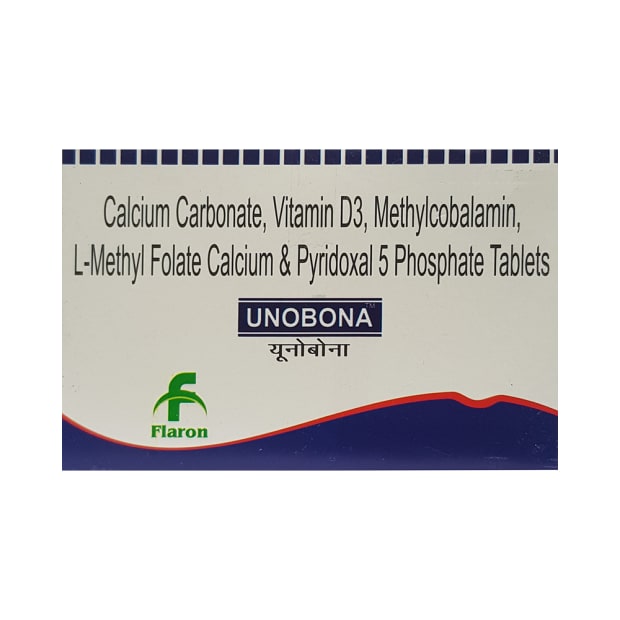 Calcium Carbonate, Vitamin D3, Methylcobalamin,
L-Methyl Folate Calcium & Pyridoxal 5 Phosphate Tablets
UNOBONA™
यूनोबोना
Flaron